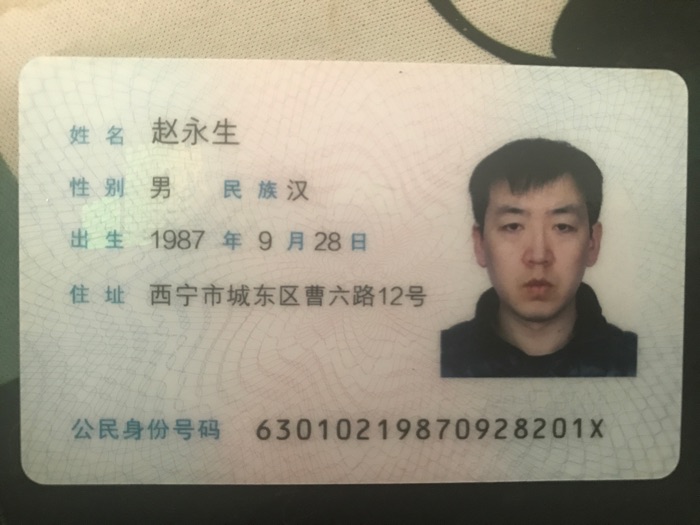 姓名 赵永生
性别 男 民族 汉
出生 1987 年 9 月 28 日
住址 西宁市城东区曹六路12号
公民身份号码 63010219870928201X